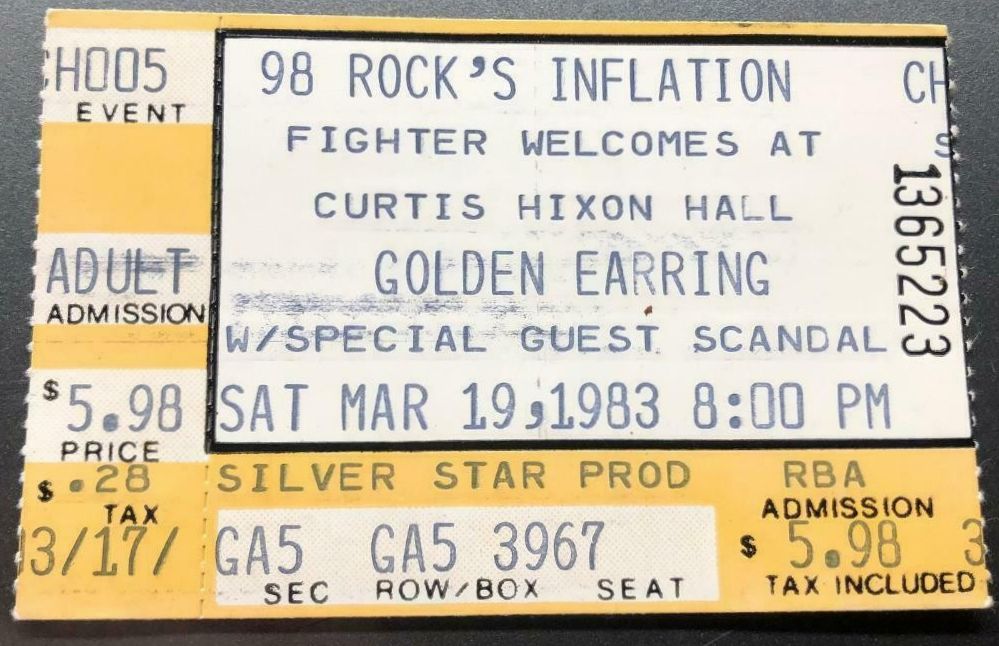 CH005
EVENT
ADULT
ADMISSION
$ 5.98
PRICE
$ .28
TAX
3/17/
98 ROCK'S INFLATION CH
FIGHTER WELCOMES AT S
CURTIS HIXON HALL
GOLDEN EARRING
W/SPECIAL GUEST SCANDAL
SAT MAR 19,1983 8:00 PM
1365223
SILVER STAR PROD RBA
ADMISSION
GA5 GA5 3967 $ 5.98 3
SEC ROW/BOX SEAT TAX INCLUDED